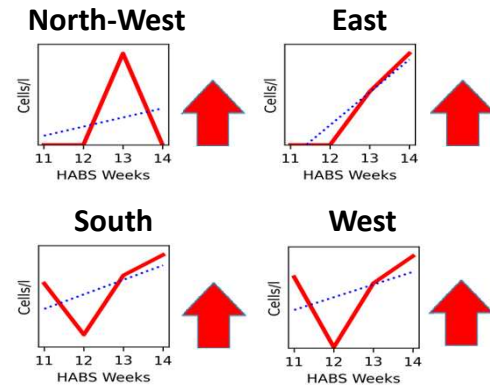 North-West
Cells/l
11 12 13 14
HABS Weeks
East
Cells/l
11 12 13 14
HABS Weeks
South
Cells/l
11 12 13 14
HABS Weeks
West
Cells/l
11 12 13 14
HABS Weeks